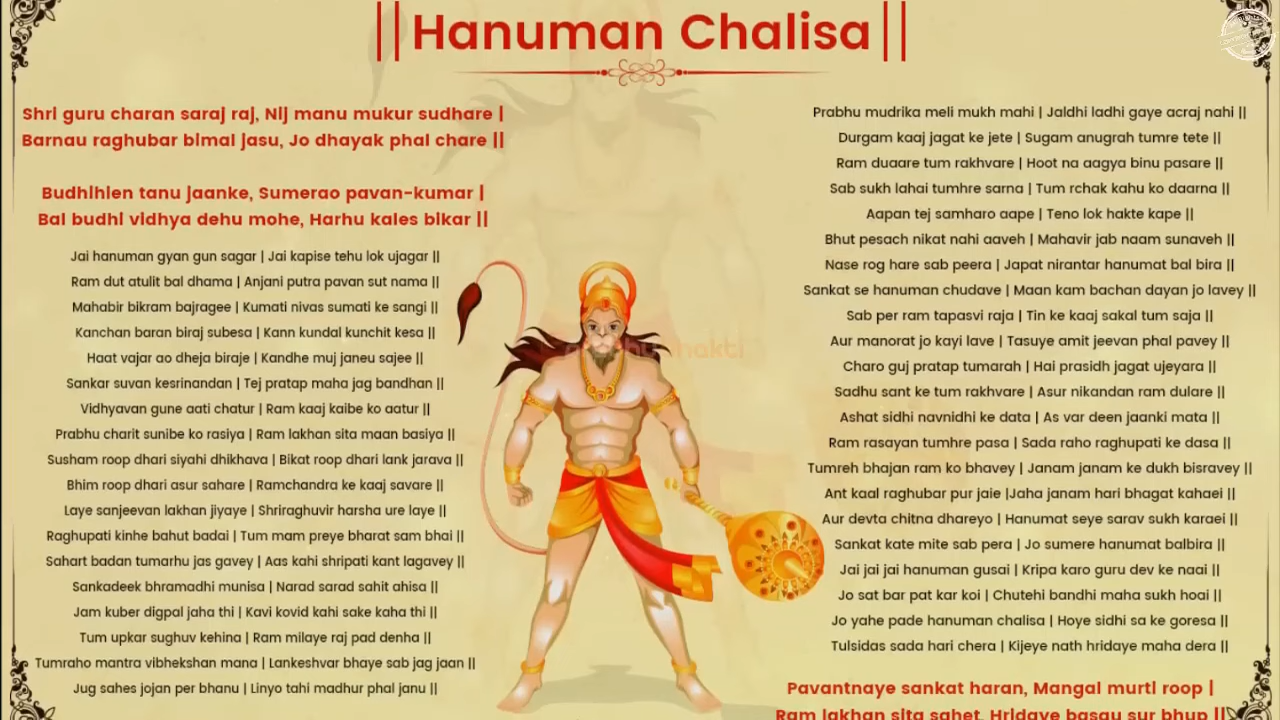 ||Hanuman Chalisa||
Shri guru charan saraj raj, Nij manu mukur sudhare |
Barnau raghubar bimal jasu, Jo dhayak phal chare ||
Budhihien tanu jaanke, Sumerao pavan-kumar |
Bal budhi vidhya dehu mohe, Harhu kales bikar ||
Jai hanuman gyan gun sagar | Jai kapise tehu lok ujagar ||
Ram dut atulit bal dhama | Anjani putra pavan sut nama ||
Mahabir bikram bajragee | Kumati nivas sumati ke sangi ||
Kanchan baran biraj subesa | Kann kundal kunchit kesa ||
Haat vajar ao dheja biraje | Kandhe muj janeu sajee ||
Sankar suvan kesrinandan | Tej pratap maha jag bandhan ||
Vidhyavan gune aati chatur | Ram kaaj kaibe ko aatur ||
Prabhu charit sunibe ko rasiya | Ram lakhan sita maan basiya ||
Susham roop dhari siyahi dhikhava | Bikat roop dhari lank jarava ||
Bhim roop dhari asur sahare | Ramchandra ke kaaj savare ||
Laye sanjeevan lakhan jiyaye | Shriraghuvir harsha ure laye ||
Raghupati kinhe bahut badai | Tum mam preye bharat sam bhai ||
Sahart badan tumarhu jas gavey | Aas kahi shripati kant lagavey ||
Sankadeek bhramadhi munisa | Narad sarad sahit ahisa ||
Jam kuber digpal jaha thi | Kavi kovid kahi sake kaha thi ||
Tum upkar sughuv kehina | Ram milaye raj pad denha ||
Tumraho mantra vibhekshan mana | Lankeshvar bhaye sab jag jaan ||
Jug sahes jojan per bhanu | Linyo tahi madhur phal janu ||
Prabhu mudrika meli mukh mahi | Jaldhi ladhi gaye acraj nahi ||
Durgam kaaj jagat ke jete | Sugam anugrah tumre tete ||
Ram duaare tum rakhvare | Hoot na aagya binu pasare ||
Sab sukh lahai tumhre sarna | Tum rchak kahu ko daarna ||
Aapan tej samharo aape | Teno lok hakte kape ||
Bhut pesach nikat nahi aaveh | Mahavir jab naam sunaveh ||
Nase rog hare sab peera | Japat nirantar hanumat bal bira ||
Sankat se hanuman chudave | Maan kam bachan dayan jo lavey ||
Sab per ram tapasvi raja | Tin ke kaaj sakal tum saja ||
Aur manorat jo kayi lave | Tasuye amit jeevan phal pavey ||
Charo guj pratap tumarah | Hai prasidh jagat ujeyara ||
Sadhu sant ke tum rakhvare | Asur nikandan ram dulare ||
Ashat sidhi navnidhi ke data | As var deen jaanki mata ||
Ram rasayan tumhre pasa | Sada raho raghupati ke dasa ||
Tumreh bhajan ram ko bhavey | Janam janam ke dukh bisravey ||
Ant kaal raghubar pur jaie |Jaha janam hari bhagat kahaei ||
Aur devta chitna dhareyo | Hanumat seye sarav sukh karaei ||
Sankat kate mite sab pera | Jo sumere hanumat balbira ||
Jai jai jai hanuman gusai | Kripa karo guru dev ke naai ||
Jo sat bar pat kar koi | Chutehi bandhi maha sukh hoai ||
Jo yahe pade hanuman chalisa | Hoye sidhi sa ke goresa ||
Tulsidas sada hari chera | Kijeye nath hridaye maha dera ||
Pavantnaye sankat haran, Mangal murti roop |
Ram lakhan sita sahet, Hridaye basau sur bhup ||